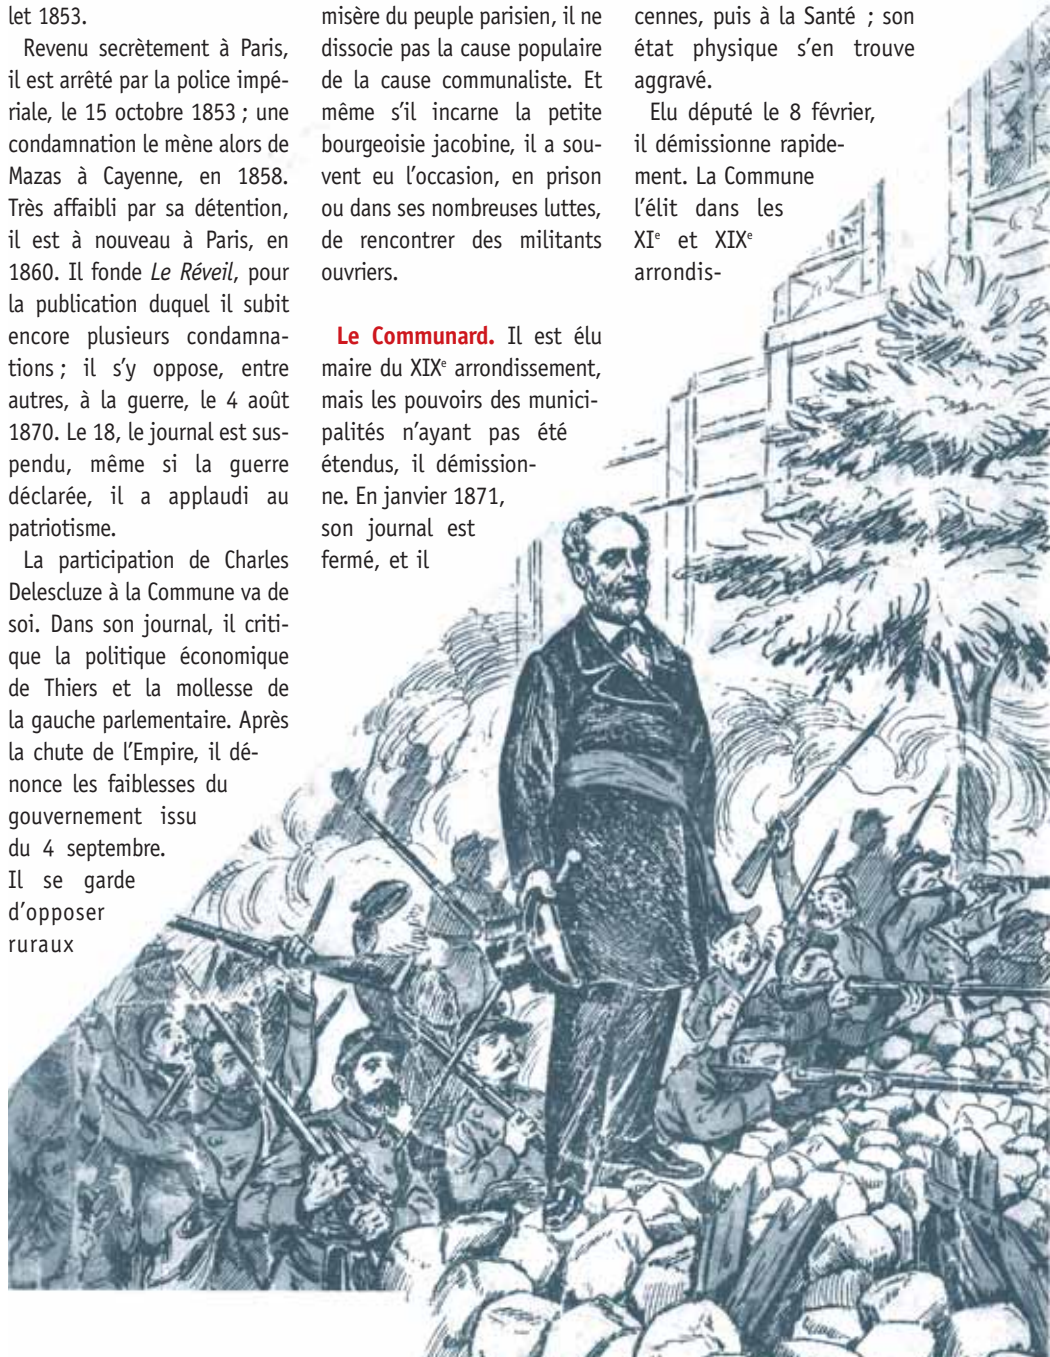 let 1853.
Revenu secrètement à Paris,
il est arrêté par la police impé-
riale, le 15 octobre 1853 ; une
condamnation le mène alors de
Mazas à Cayenne, en 1858.
Très affaibli par sa détention,
il est à nouveau à Paris, en
1860. Il fonde Le Réveil, pour
la publication duquel il subit
encore plusieurs condamna-
tions ; il s’y oppose, entre
autres, à la guerre, le 4 août
1870. Le 18, le journal est sus-
pendu, même si la guerre
déclarée, il a applaudi au
patriotisme.
La participation de Charles
Delescluze à la Commune va de
soi. Dans son journal, il criti-
que la politique économique
de Thiers et la mollesse de
la gauche parlementaire. Après
la chute de l’Empire, il dé-
nonce les faiblesses du
gouvernement issu
du 4 septembre.
Il se garde
d’opposer
ruraux
misère du peuple parisien, il ne
dissocie pas la cause populaire
de la cause communaliste. Et
même s’il incarne la petite
bourgeoisie jacobine, il a sou-
vent eu l’occasion, en prison
ou dans ses nombreuses luttes,
de rencontrer des militants
ouvriers.
Le Communard. Il est élu
maire du XIXe arrondissement,
mais les pouvoirs des munici-
palités n’ayant pas été
étendus, il démission-
ne. En janvier 1871,
son journal est
fermé, et il
cennes, puis à la Santé ; son
état physique s’en trouve
aggravé.
Elu député le 8 février,
il démissionne rapide-
ment. La Commune
l’élit dans les
XIe et XIXe
arrondis-